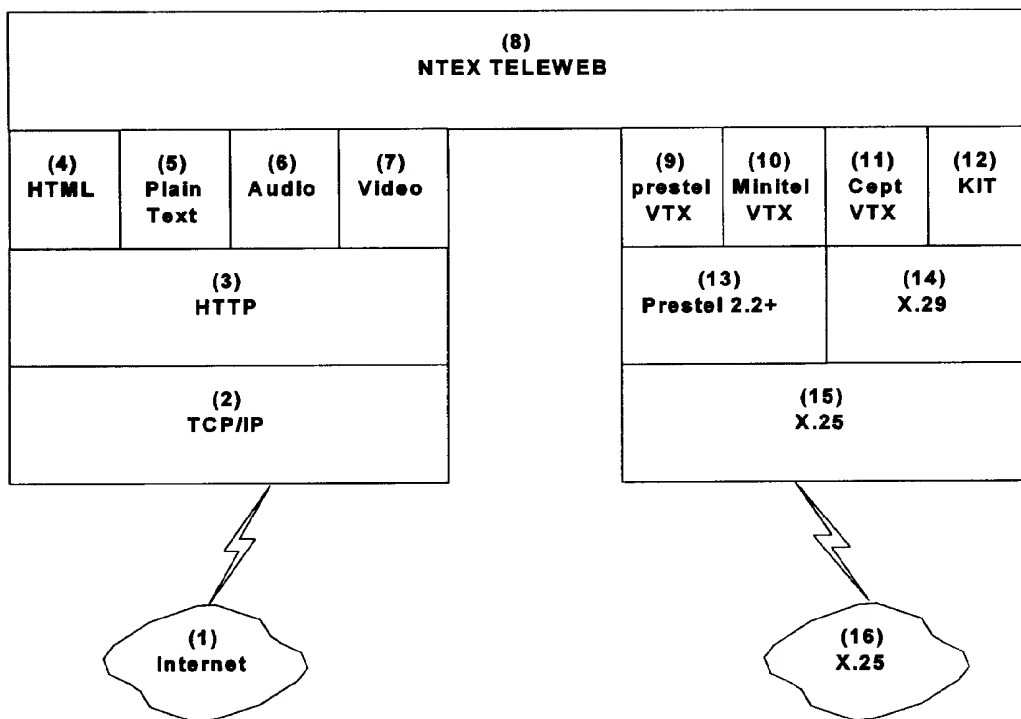 (8)
NTEX TELEWEB
(4)
HTML
(5)
Plain
Text
(6)
Audio
(7)
Video
(9)
prestel
VTX
(10)
Minitel
VTX
(11)
Cept
VTX
(12)
KIT
(3)
HTTP
(13)
Prestel 2.2+
(14)
X.29
(2)
TCP/IP
(15)
X.25
(1)
Internet
(16)
X.25